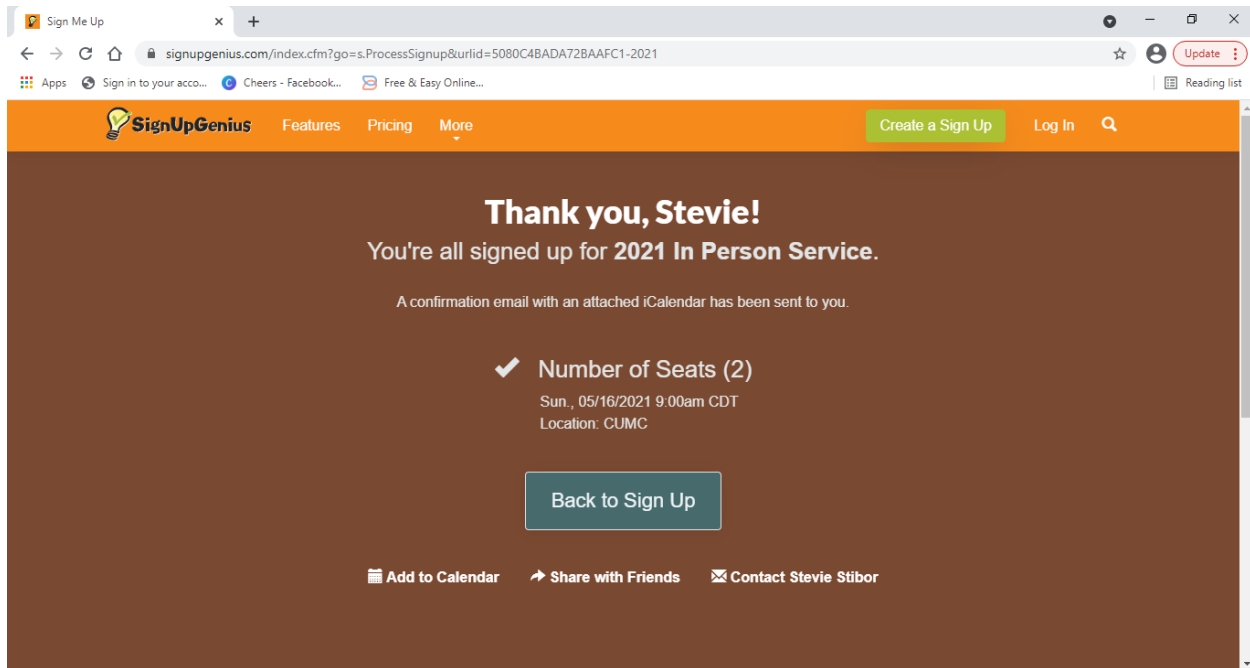 Sign Me Up
signupgenius.com/index.cfm?go=s.ProcessSignup&urlid=5080C4BADA72BAAFC1-2021
Update
Apps Sign in to your acco... Cheers - Facebook... Free & Easy Online... Reading list
SignUpGenius Features Pricing More Create a Sign Up Log In
Thank you, Stevie!
You're all signed up for 2021 In Person Service.
A confirmation email with an attached iCalendar has been sent to you.
Number of Seats (2)
Sun., 05/16/2021 9:00am CDT
Location: CUMC
Back to Sign Up
Add to Calendar Share with Friends Contact Stevie Stibor